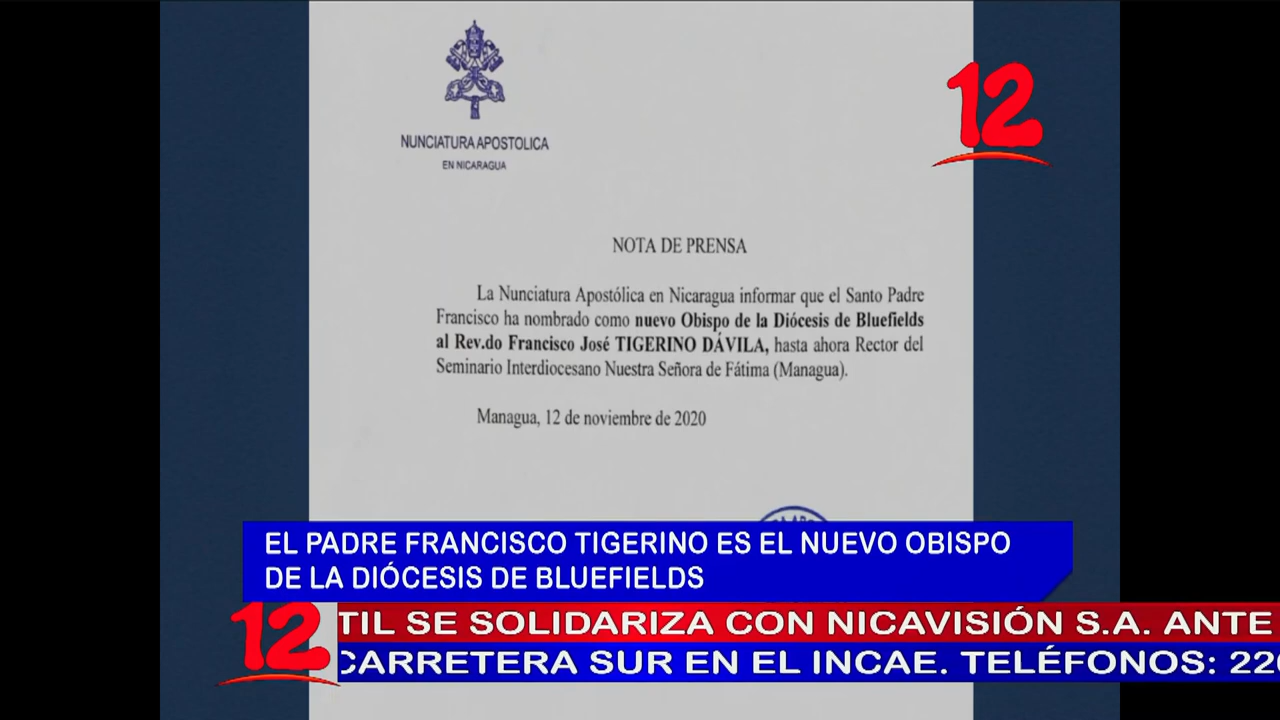 NUNCIATURA APOSTOLICA
EN NICARAGUA
12
NOTA DE PRENSA
La Nunciatura Apostólica en Nicaragua informar que el Santo Padre
Francisco ha nombrado como nuevo Obispo de la Diócesis de Bluefields
al Rev.do Francisco José TIGERINO DÁVILA, hasta ahora Rector del
Seminario Interdiocesano Nuestra Señora de Fátima (Managua).
Managua, 12 de noviembre de 2020
EL PADRE FRANCISCO TIGERINO ES EL NUEVO OBISPO
DE LA DIÓCESIS DE BLUEFIELDS
12
TIL SE SOLIDARIZA CON NICAVISIÓN S.A. ANTE
CARRETERA SUR EN EL INCAE. TELÉFONOS: 22